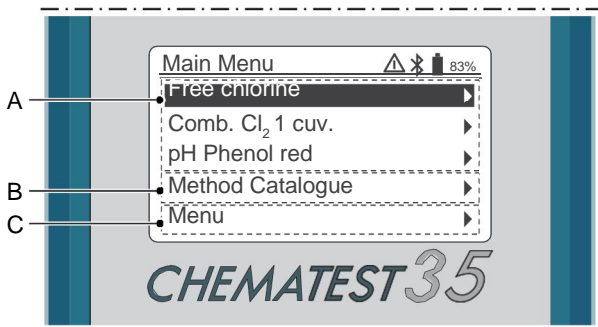 Main Menu 83%
A
Free chlorine
Comb. Cl₂ 1 cuv.
pH Phenol red
B Method Catalogue
C Menu
CHEMATEST 35